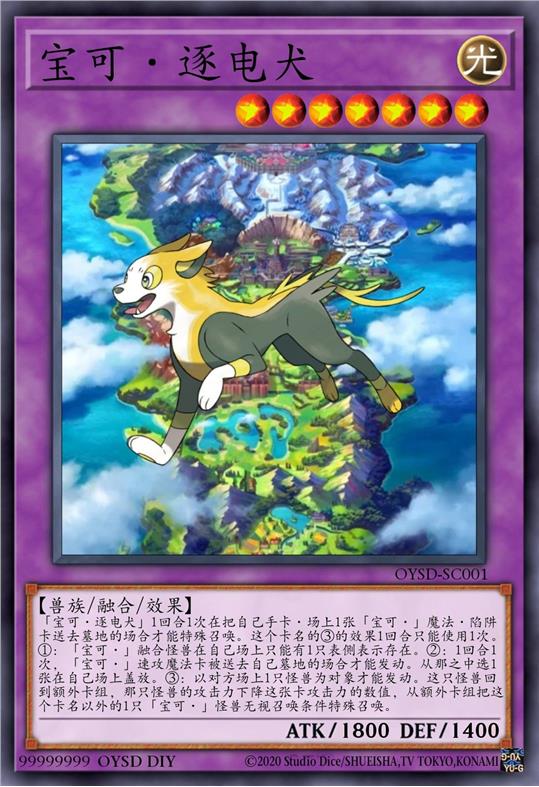 宝可·逐电犬
光
OYSD-SC001
【兽族/融合/效果】
「宝可·逐电犬」1回合1次在把自己手卡·场上1张「宝可·」魔法·陷阱
卡送去墓地的场合才能特殊召唤。这个卡名的③的效果1回合只能使用1次。
①：「宝可·」融合怪兽在自己场上只能有1只表侧表示存在。②：1回合1
次，「宝可·」速攻魔法卡被送去自己墓地的场合才能发动。从那之中选1
张在自己场上盖放。③：以对方场上1只怪兽为对象才能发动。这只怪兽回
到额外卡组，那只怪兽的攻击力下降这张卡攻击力的数值，从额外卡组把这
个卡名以外的1只「宝可·」怪兽无视召唤条件特殊召唤。
ATK/1800 DEF/1400
99999999 OYSD DIY ©2020 Studio Dice/SHUEISHA,TV TOKYO,KONAMI